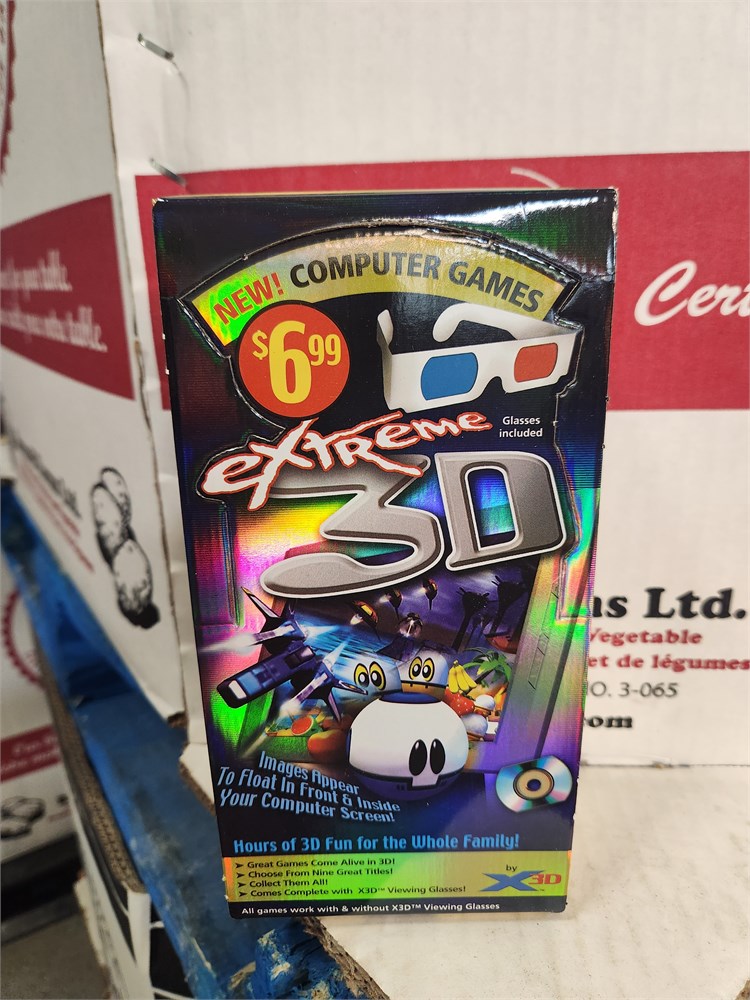 NEW! COMPUTER GAMES
$6.99
eXTReMe
3D
Glasses
included
Images Appear
To Float In Front & Inside
Your Computer Screen!
Hours of 3D Fun for the Whole Family!
➤ Great Games Come Alive in 3D!
➤ Choose From Nine Great Titles!
➤ Collect Them All!
➤ Comes Complete with X3D™ Viewing Glasses!
by
X3D™
All games work with & without X3D™ Viewing Glasses
Cert
ns Ltd.
Vegetable
et de légumes
O. 3-065
om